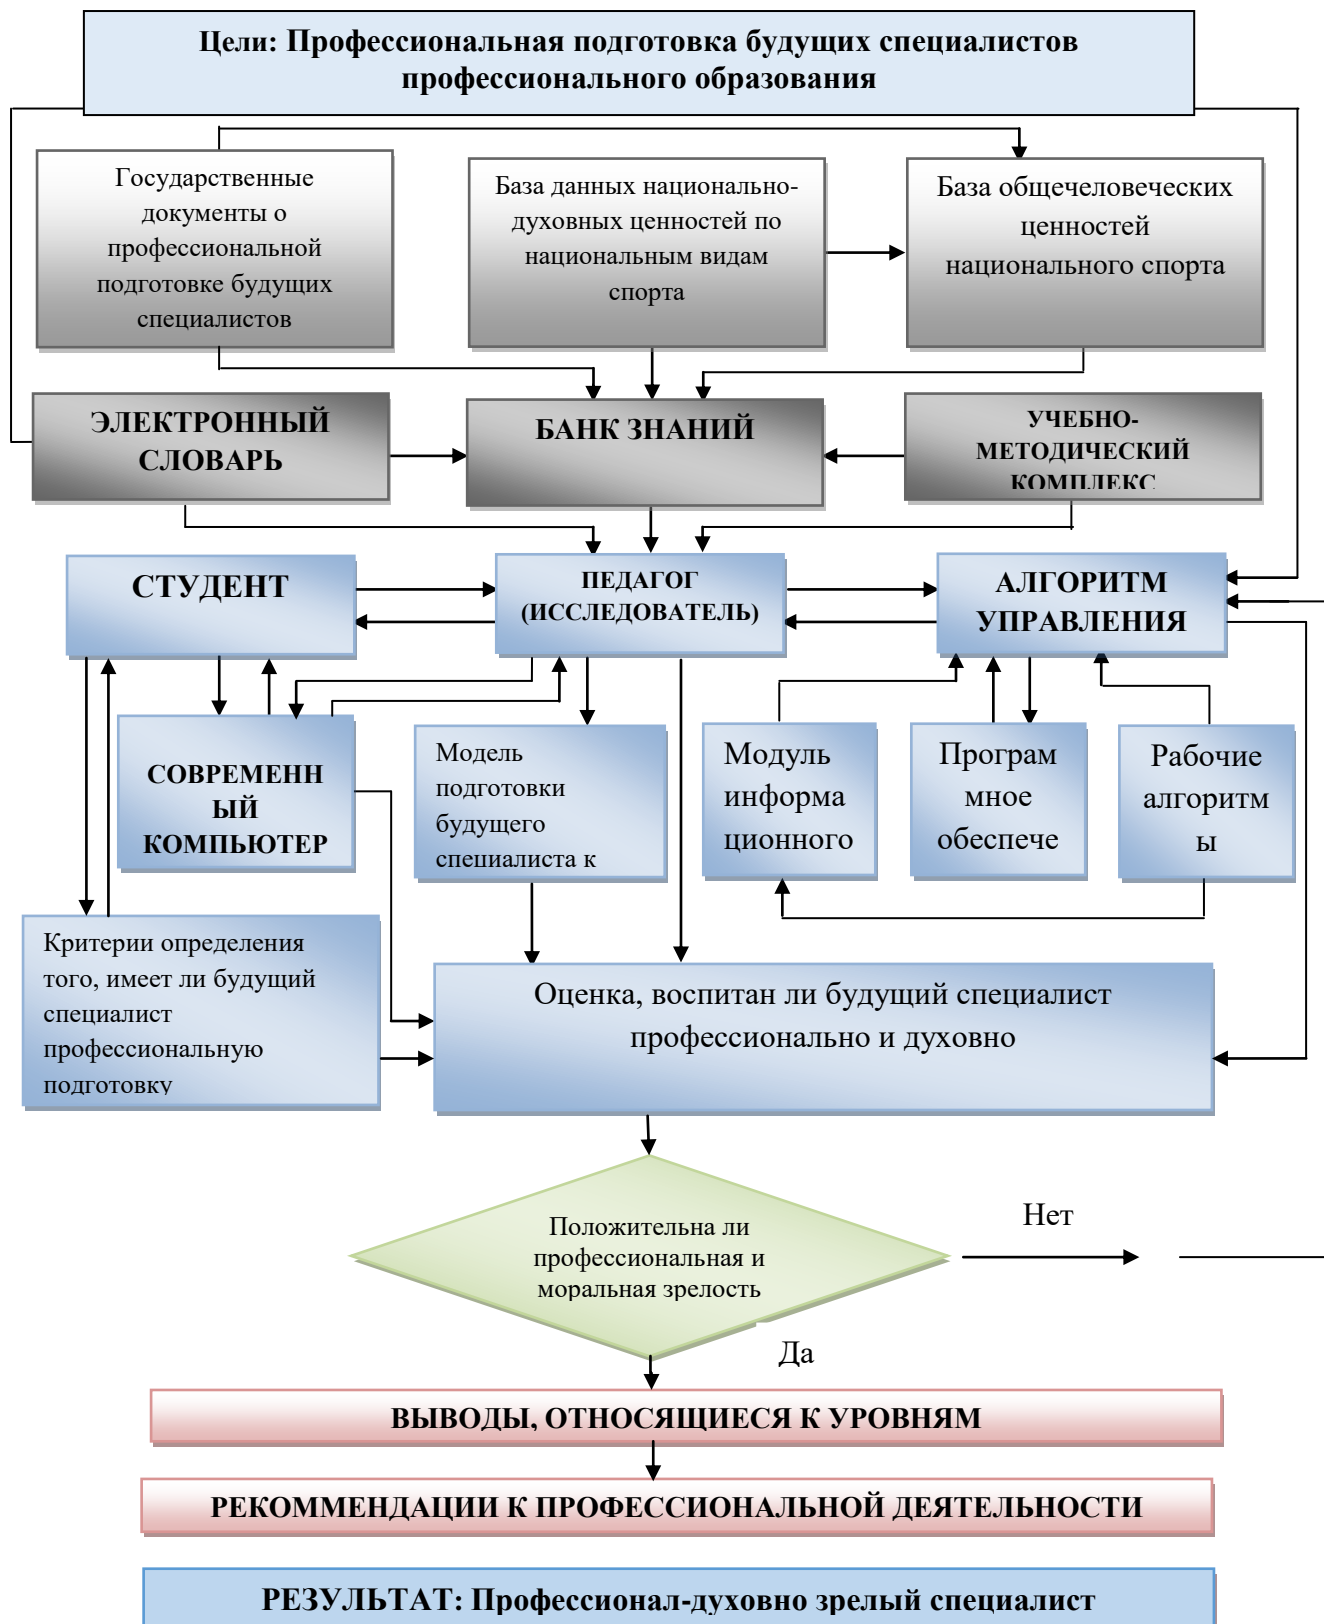 Цели: Профессиональная подготовка будущих специалистов
профессионального образования
Государственные
документы о
профессиональной
подготовке будущих
специалистов
База данных национально-
духовных ценностей по
национальным видам
спорта
База общечеловеческих
ценностей
национального спорта
ЭЛЕКТРОННЫЙ
СЛОВАРЬ
БАНК ЗНАНИЙ
УЧЕБНО-
МЕТОДИЧЕСКИЙ
КОМПЛЕКС
СТУДЕНТ
ПЕДАГОГ
(ИССЛЕДОВАТЕЛЬ)
АЛГОРИТМ
УПРАВЛЕНИЯ
СОВРЕМЕНН
ЫЙ
КОМПЬЮТЕР
Модель
подготовки
будущего
специалиста к
Модуль
информа
ционного
Програм
мное
обеспече
Рабочие
алгоритм
ы
Критерии определения
того, имеет ли будущий
специалист
профессиональную
подготовку
Оценка, воспитан ли будущий специалист
профессионально и духовно
Положительна ли
профессиональная и
моральная зрелость
Нет
Да
ВЫВОДЫ, ОТНОСЯЩИЕСЯ К УРОВНЯМ
РЕКОММЕНДАЦИИ К ПРОФЕССИОНАЛЬНОЙ ДЕЯТЕЛЬНОСТИ
РЕЗУЛЬТАТ: Профессионал-духовно зрелый специалист